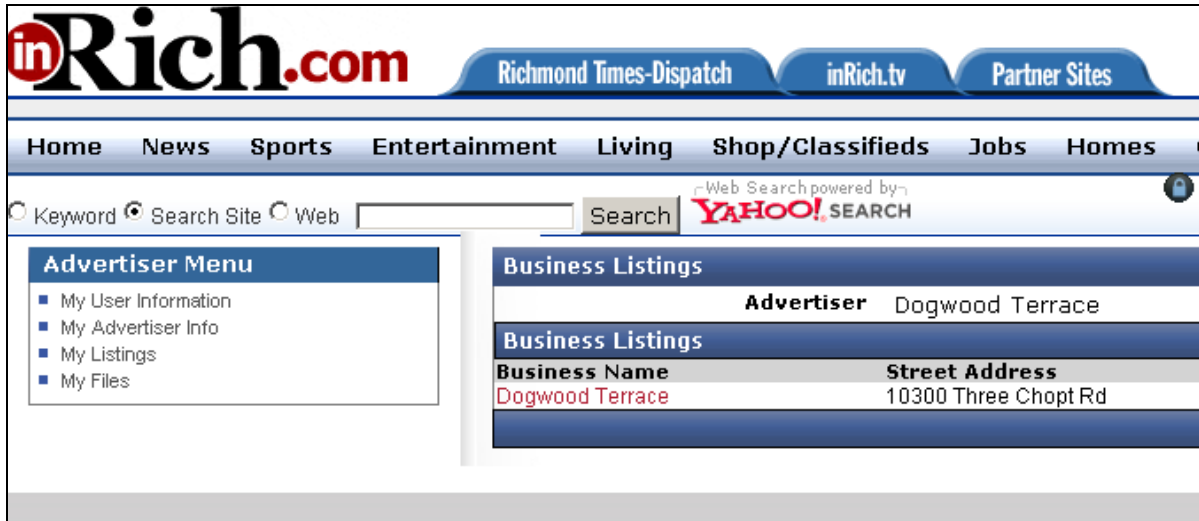 inRich.com
Richmond Times-Dispatch inRich.tv Partner Sites
Home News Sports Entertainment Living Shop/Classifieds Jobs Homes
Keyword Search Site Web Search Web Search powered by
YAHOO! SEARCH
Advertiser Menu
My User Information
My Advertiser Info
My Listings
My Files
Business Listings
Advertiser Dogwood Terrace
Business Listings
Business Name Street Address
Dogwood Terrace 10300 Three Chopt Rd